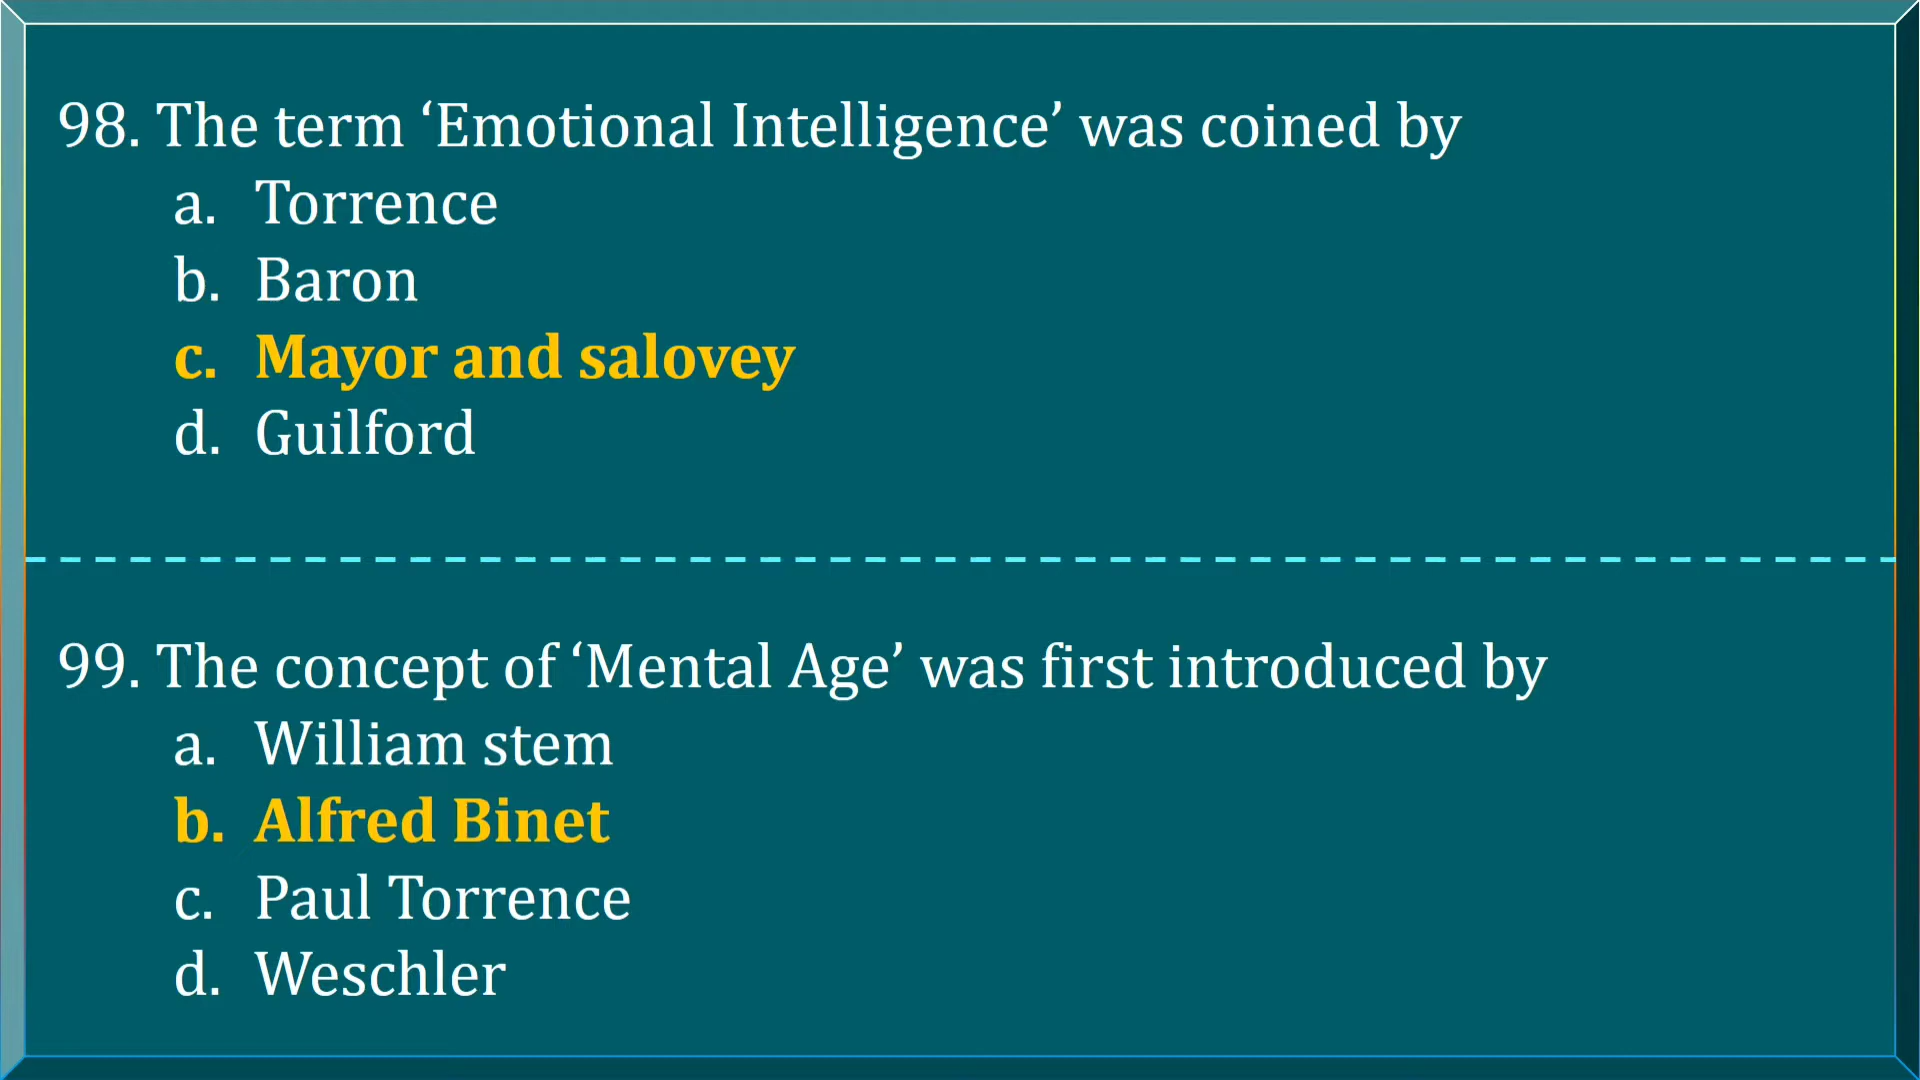 98. The term ‘Emotional Intelligence’ was coined by
a. Torrence
b. Baron
c. Mayor and salovey
d. Guilford
99. The concept of ‘Mental Age’ was first introduced by
a. William stem
b. Alfred Binet
c. Paul Torrence
d. Weschler